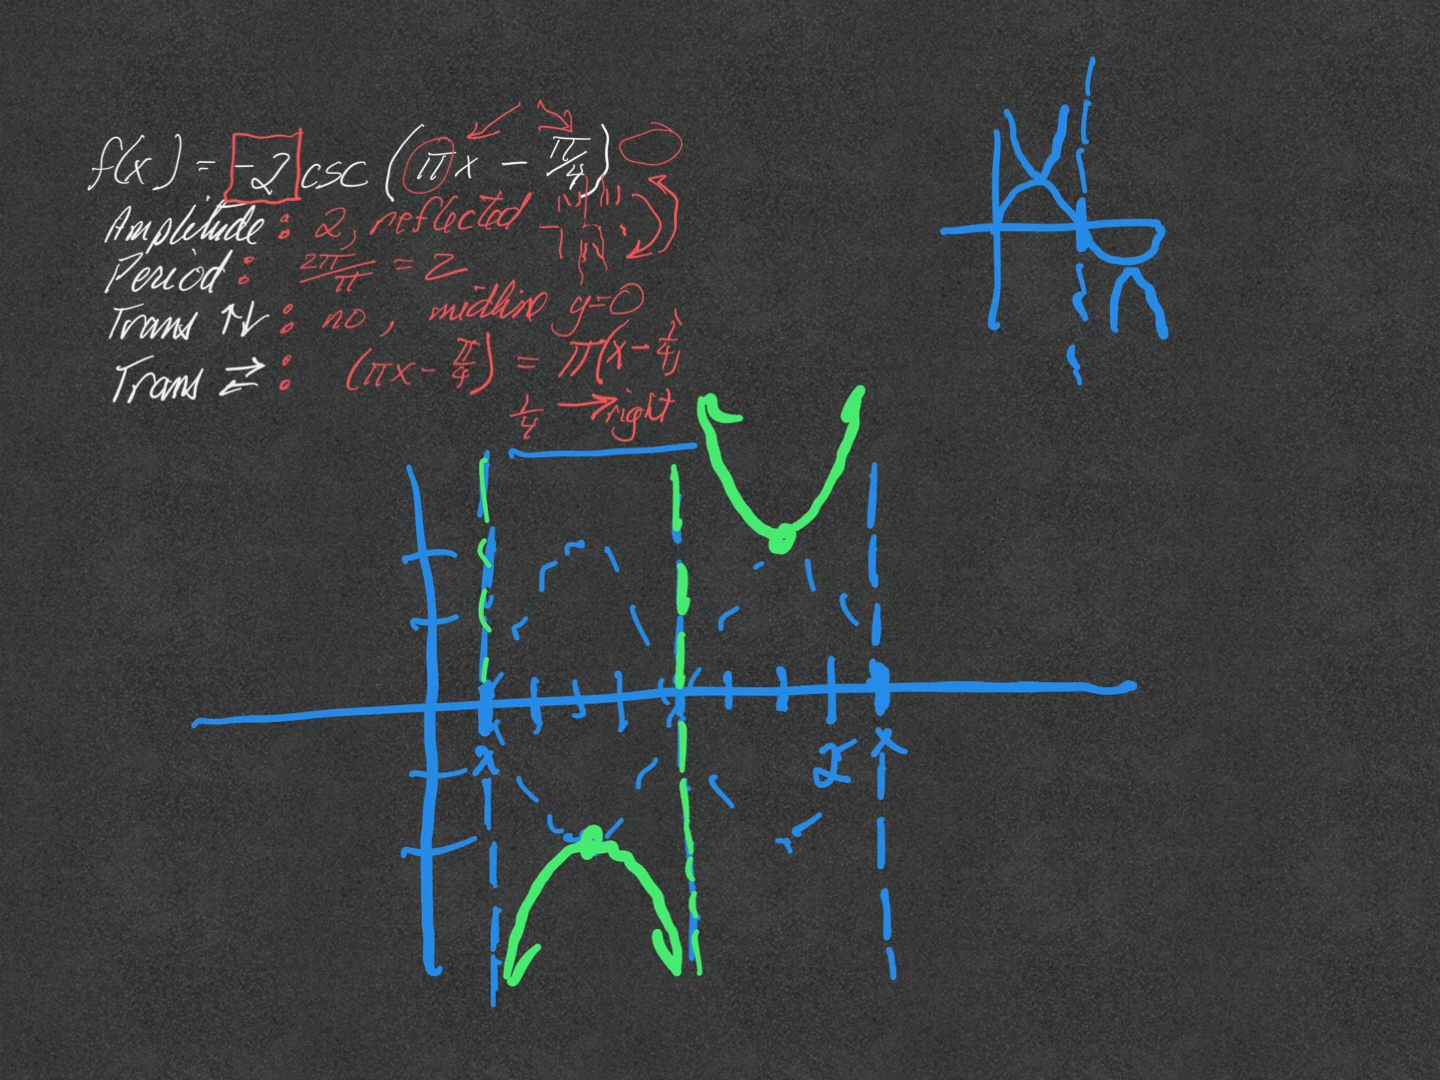 f(x) = -2 csc (πx - π/4)
Amplitude: 2, reflected
Period: 2π/π = 2
Trans ↑↓: no, midline y=0
Trans ⇄: (πx - π/4) = π(x - 1/4)
1/4 → right
2
x x